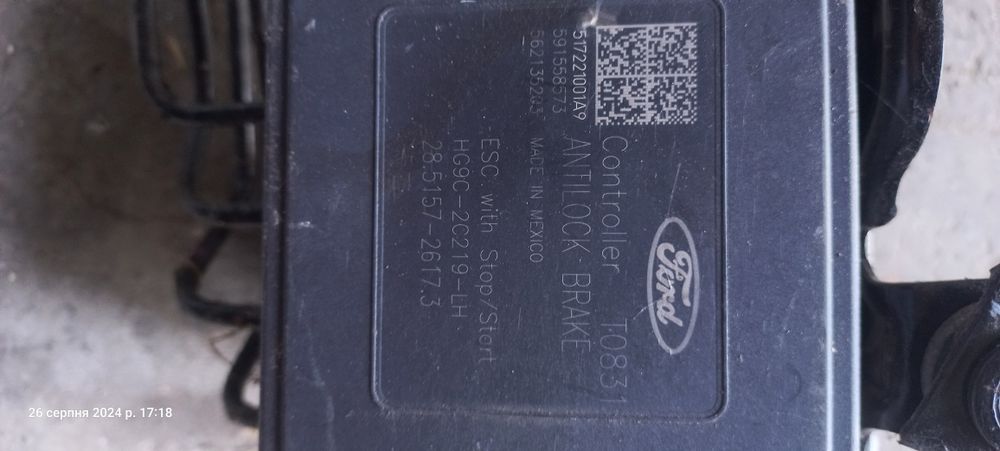 Ford
Controller T0831
ANTILOCK BRAKE
MADE IN MEXICO
ESC with Stop/Start
HG9C-2C219-LH
28.5157-2617.3
517221001A9
591558573
562135203
26 серпня 2024 р. 17:18